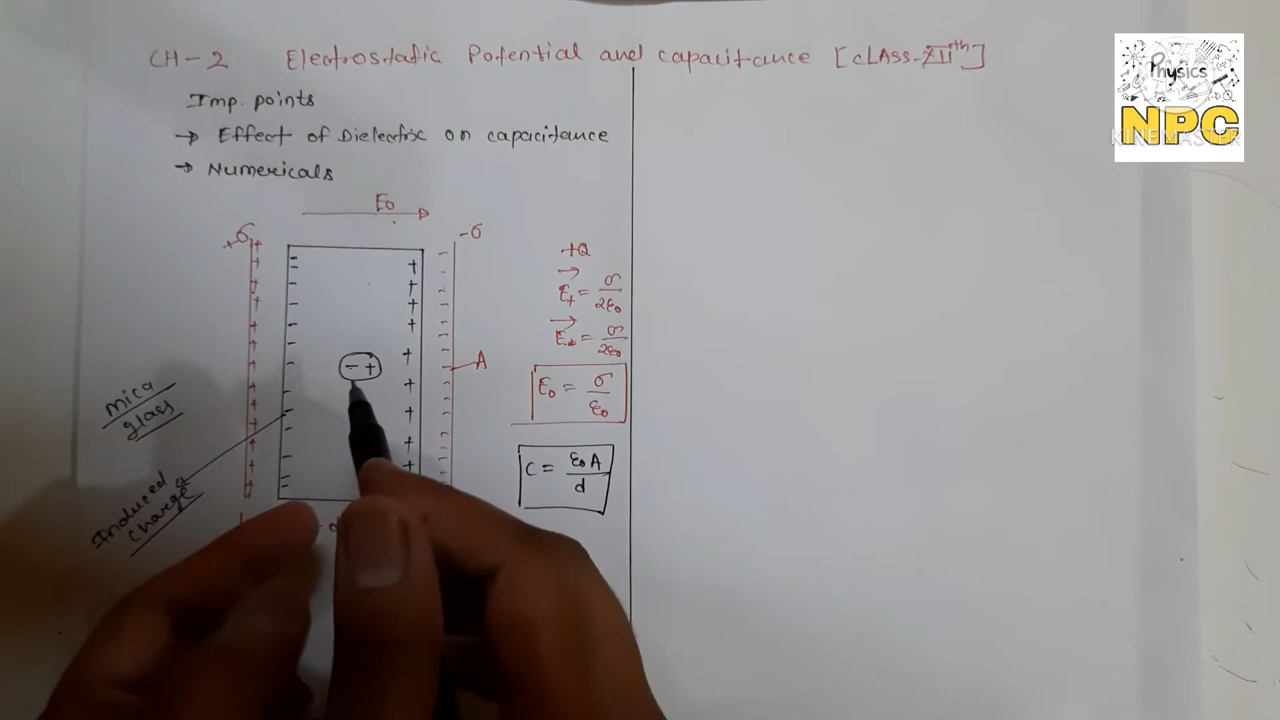 CH-2 Electrostatic Potential and capacitance [CLASS-XIIth]
Imp. points
→ Effect of Dielectric on capacitance
→ Numericals
E₀
+σ
-σ
+Q
E₊ = σ/2ε₀
E₋ = σ/2ε₀
E₀ = σ/ε₀
A
- +
mica
glass
C = ε₀A/d
Induced
charge
d
Physics
NPC
KINEMASTER